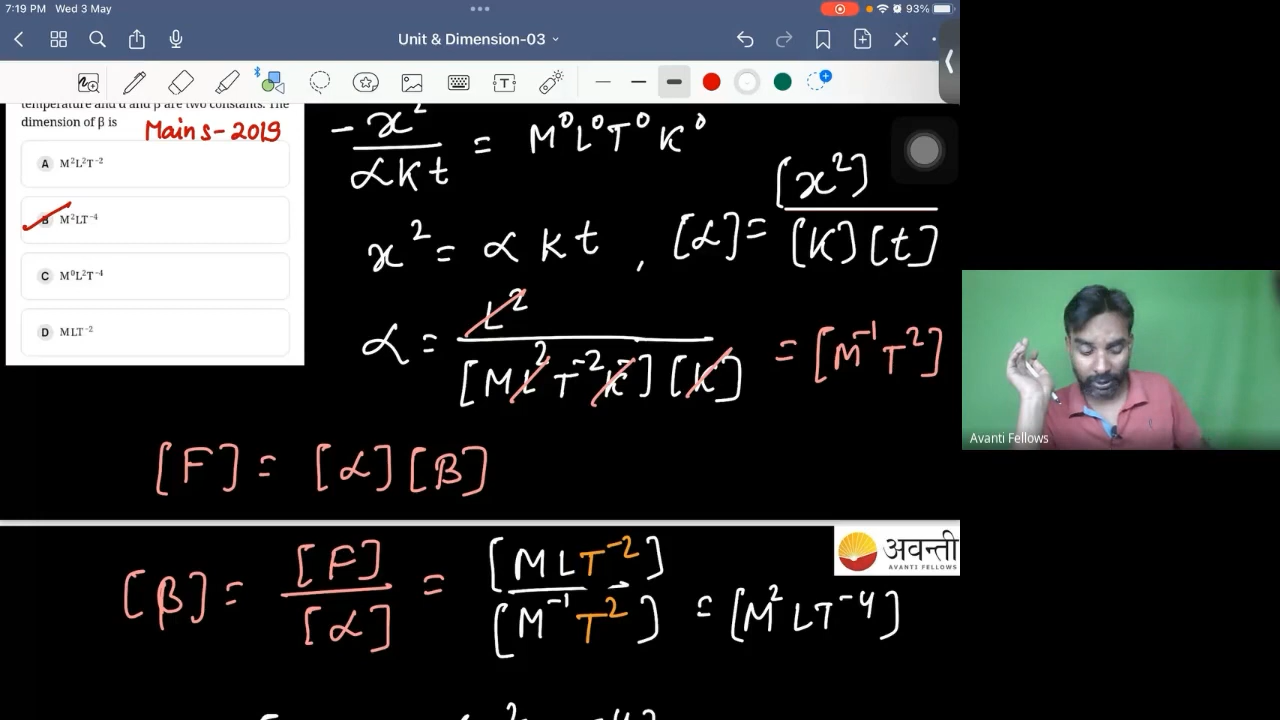 7:19 PM Wed 3 May
93%
Unit & Dimension-03
temperature and α and β are two constants. The
dimension of β is
Mains-2019
A M²L²T⁻²
B M²LT⁻⁴
C M⁰L²T⁻⁴
D MLT⁻²
-x²/αKt = M⁰L⁰T⁰K⁰
x² = αKt , [α] = [x²]/[K][t]
α = L²/[ML²T⁻²K⁻][K] = [M⁻¹T²]
[F] = [α][β]
[β] = [F]/[α] = [MLT⁻²]/[M⁻¹T²] = [M²LT⁻⁴]
अवन्ती
AVANTI FELLOWS
Avanti Fellows